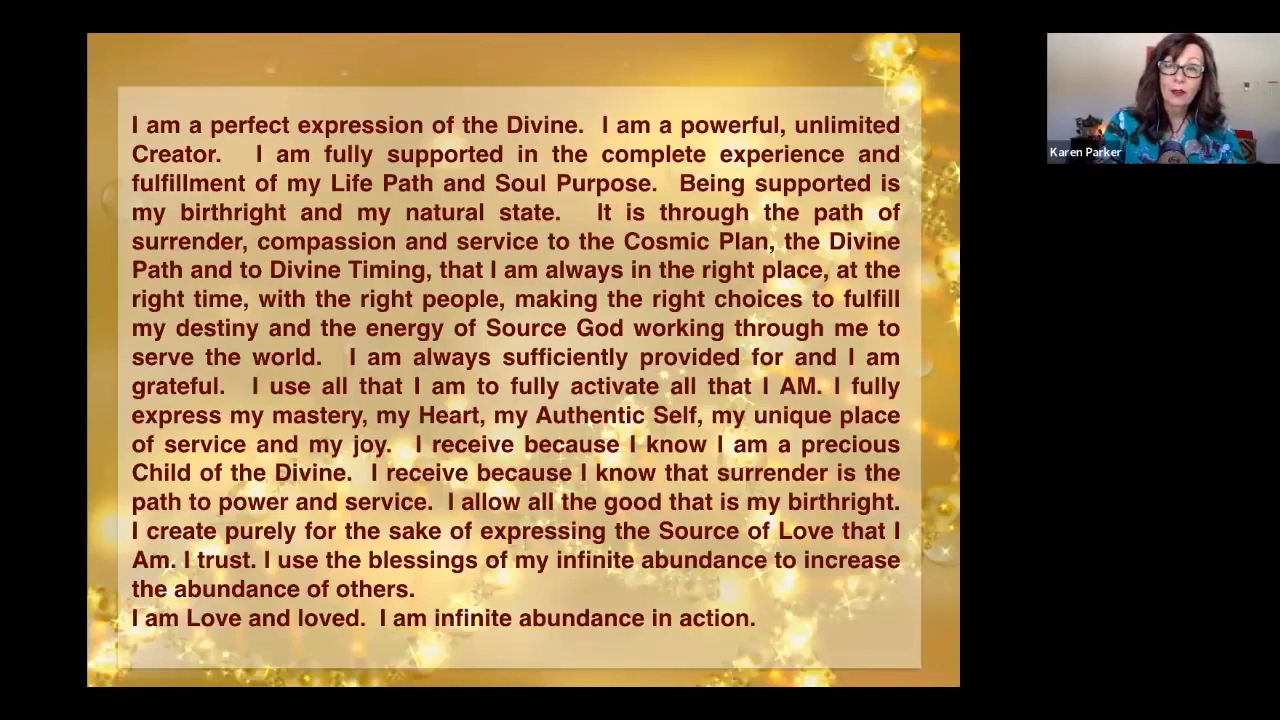 I am a perfect expression of the Divine.  I am a powerful, unlimited
Creator.  I am fully supported in the complete experience and
fulfillment of my Life Path and Soul Purpose.  Being supported is
my birthright and my natural state.  It is through the path of
surrender, compassion and service to the Cosmic Plan, the Divine
Path and to Divine Timing, that I am always in the right place, at the
right time, with the right people, making the right choices to fulfill
my destiny and the energy of Source God working through me to
serve the world.  I am always sufficiently provided for and I am
grateful.  I use all that I am to fully activate all that I AM. I fully
express my mastery, my Heart, my Authentic Self, my unique place
of service and my joy.  I receive because I know I am a precious
Child of the Divine.  I receive because I know that surrender is the
path to power and service.  I allow all the good that is my birthright.
I create purely for the sake of expressing the Source of Love that I
Am. I trust. I use the blessings of my infinite abundance to increase
the abundance of others.
I am Love and loved.  I am infinite abundance in action.
Karen Parker